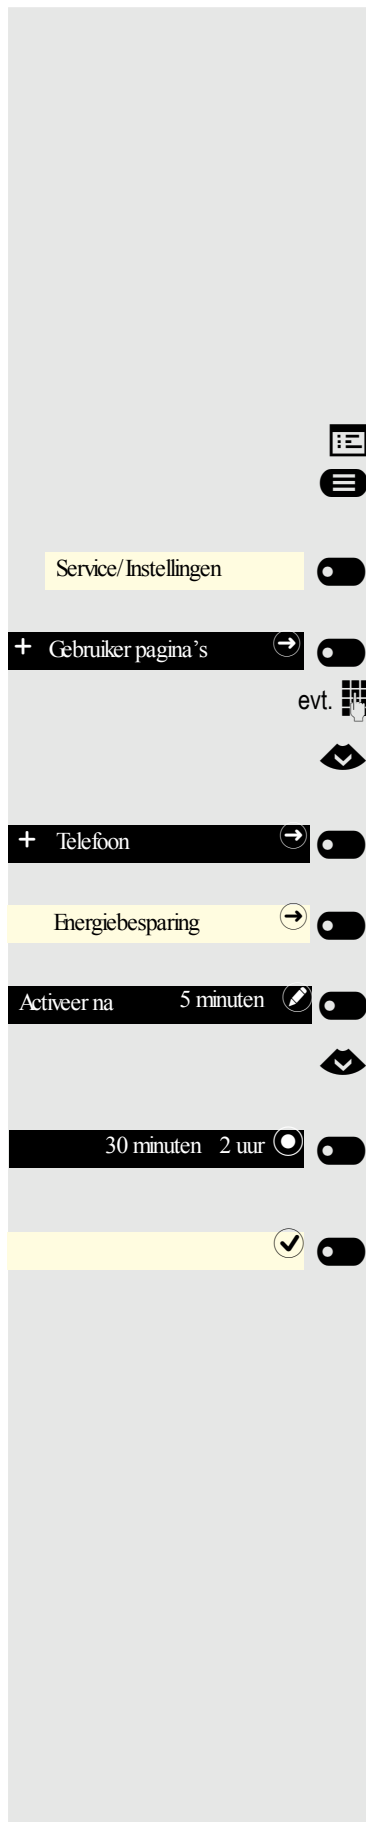 Service/Instellingen
+ Gebruiker pagina's
evt.
+ Telefoon
Energiebesparing
Activeer na 5 minuten
30 minuten 2 uur